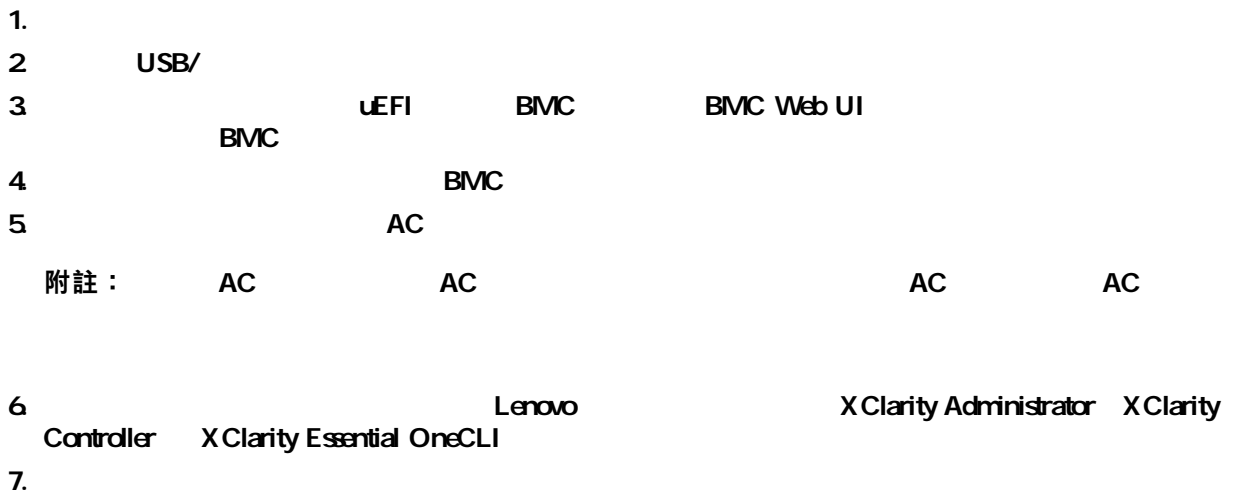 1.
2. USB/
3. uEFI BMC BMC Web UI
BMC
4. BMC
5. AC
附註： AC AC AC AC
6. Lenovo XClarity Administrator XClarity
Controller XClarity Essential OneCLI
7.